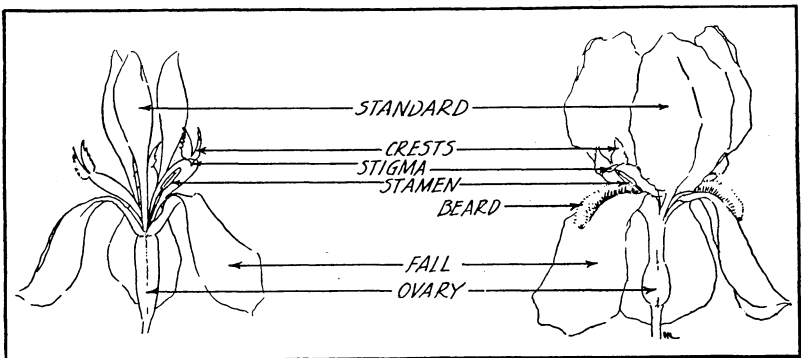 STANDARD
CRESTS
STIGMA
STAMEN
BEARD
FALL
OVARY